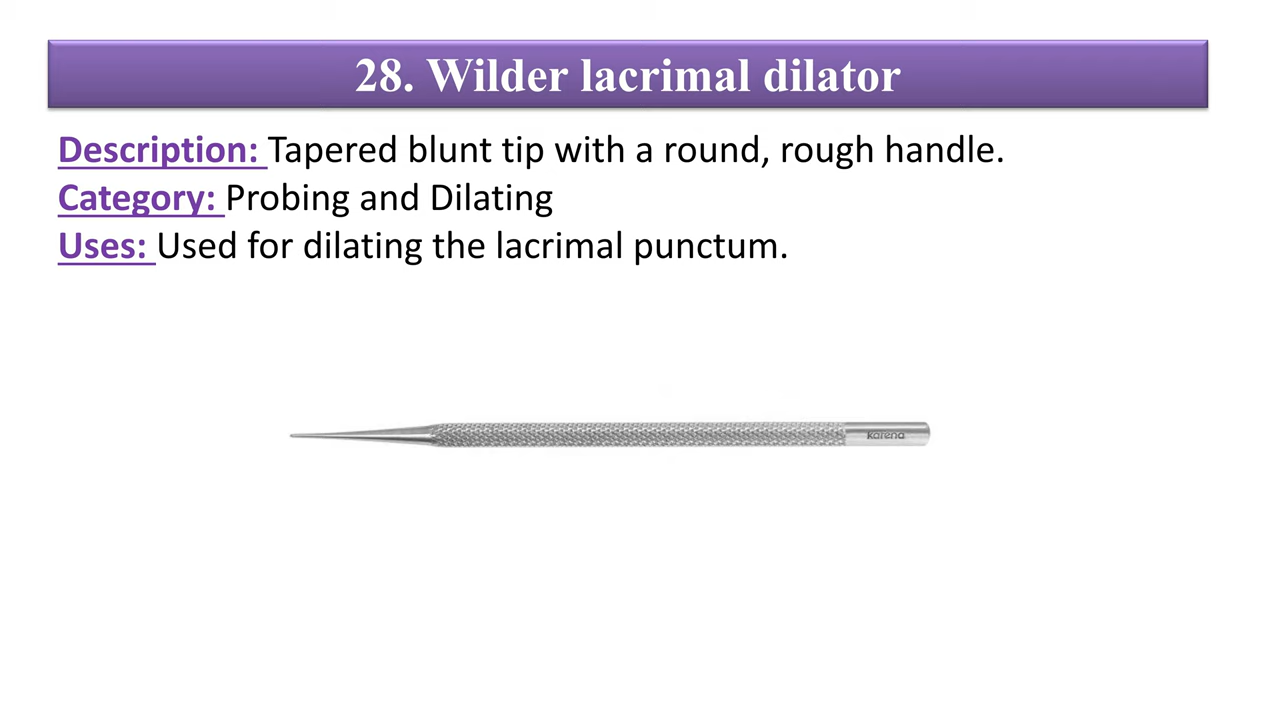 28. Wilder lacrimal dilator
Description: Tapered blunt tip with a round, rough handle.
Category: Probing and Dilating
Uses: Used for dilating the lacrimal punctum.
karena